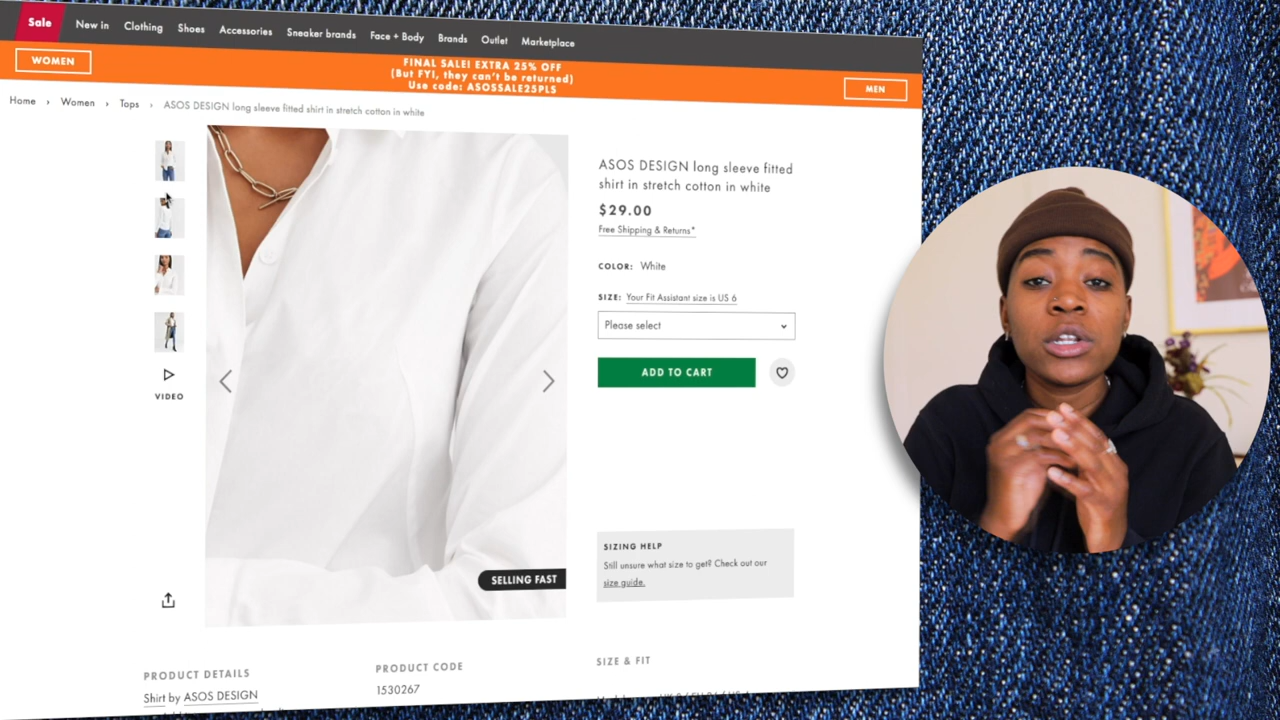 Sale New in Clothing Shoes Accessories Sneaker brands Face + Body Brands Outlet Marketplace
WOMEN
FINAL SALE! EXTRA 25% OFF
(But FYI, they can't be returned)
Use code: ASOSSALE25PLS
MEN
Home › Women › Tops › ASOS DESIGN long sleeve fitted shirt in stretch cotton in white
ASOS DESIGN long sleeve fitted
shirt in stretch cotton in white
$29.00
Free Shipping & Returns*
COLOR: White
SIZE: Your Fit Assistant size is US 6
Please select
ADD TO CART
VIDEO
SELLING FAST
SIZING HELP
Still unsure what size to get? Check out our
size guide.
PRODUCT DETAILS
Shirt by ASOS DESIGN
PRODUCT CODE
1530267
SIZE & FIT